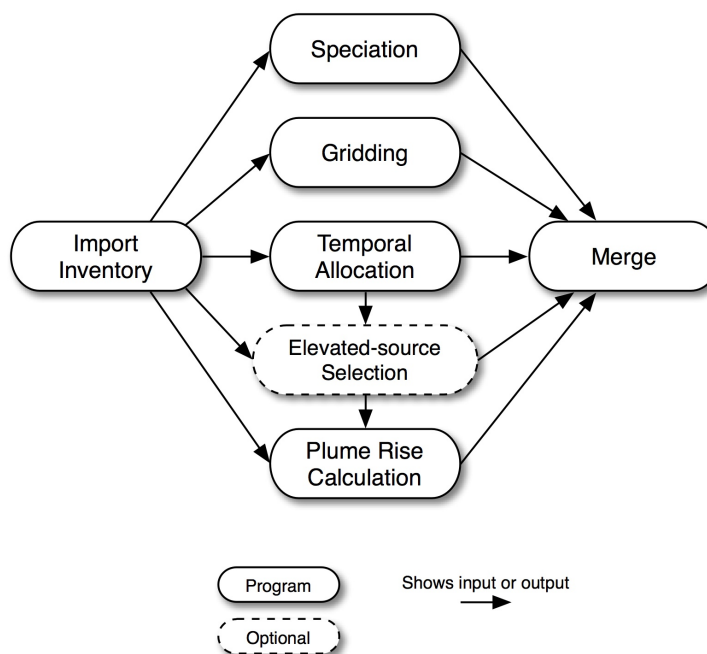 Speciation
Gridding
Import
Inventory
Temporal
Allocation
Merge
Elevated-source
Selection
Plume Rise
Calculation
Program
Shows input or output
Optional